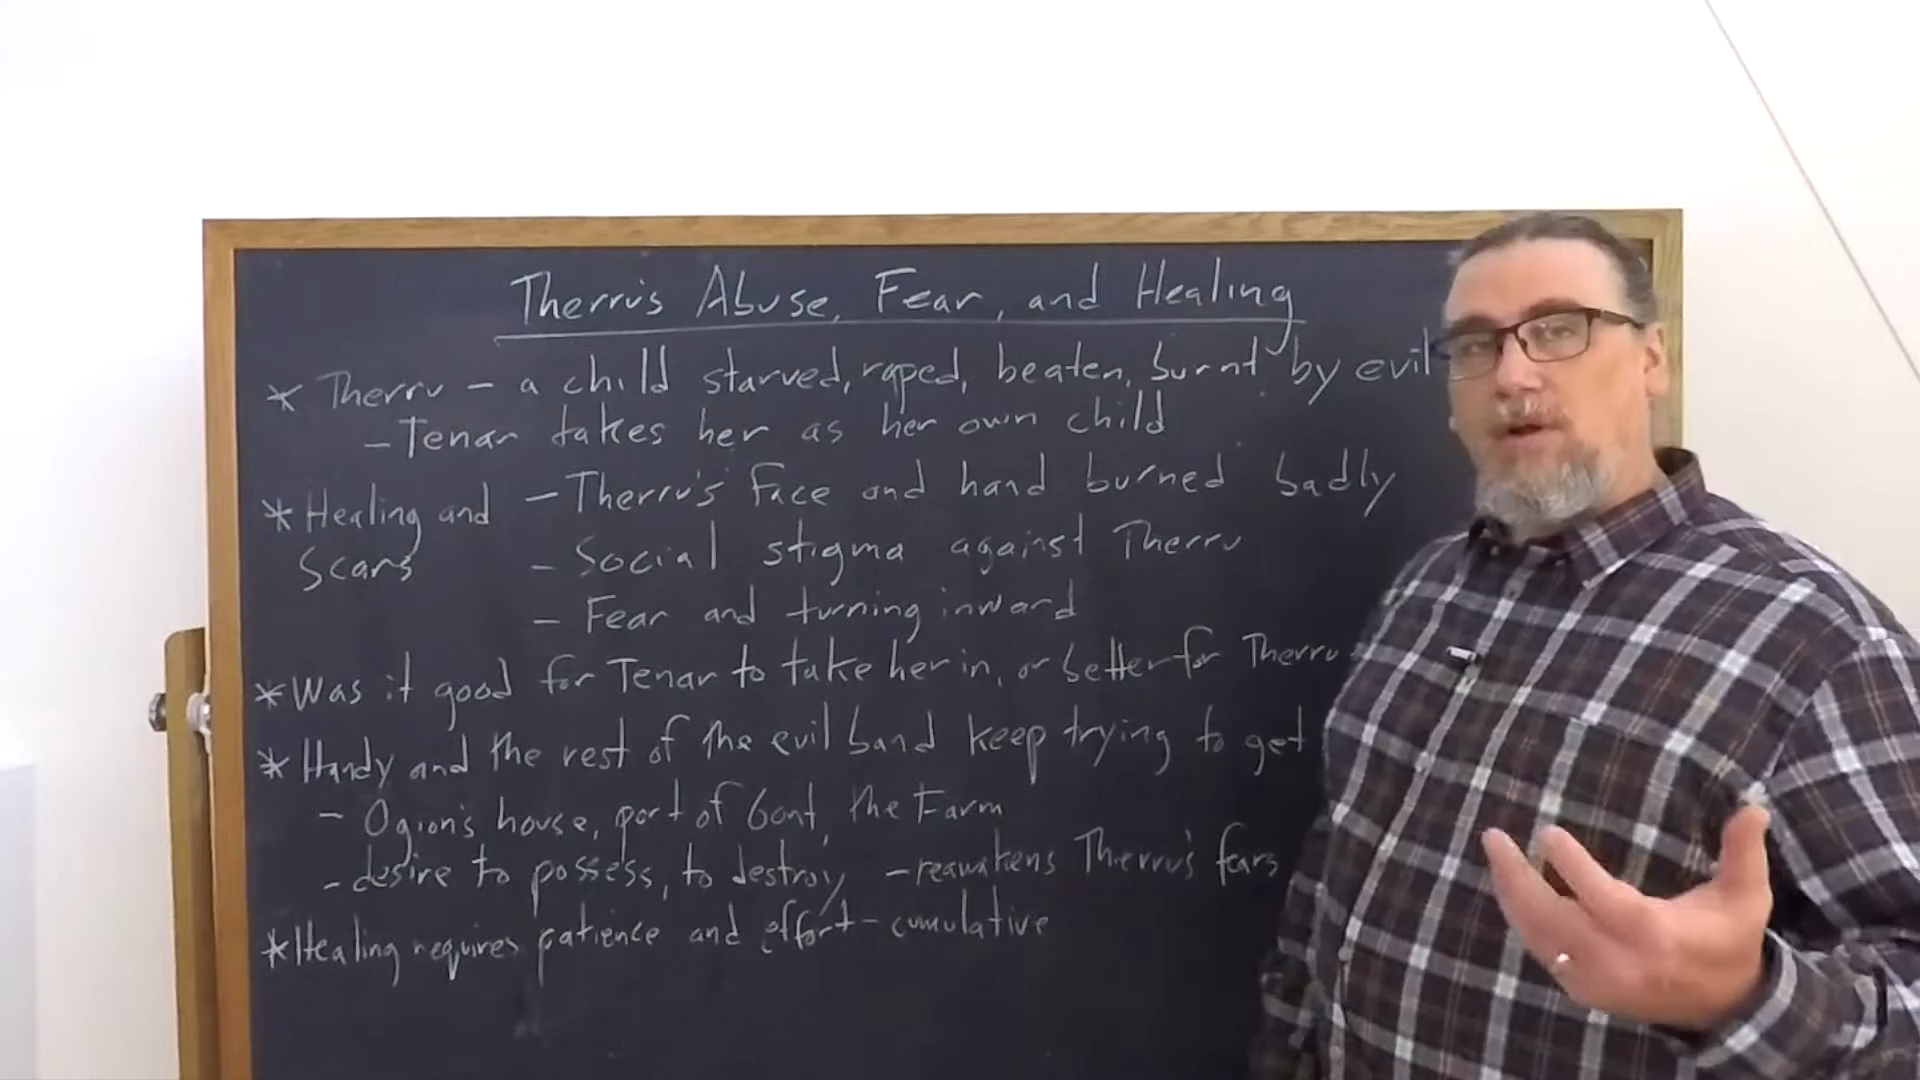 Therru's Abuse, Fear, and Healing
* Therru - a child starved, raped, beaten, burnt by evil
- Tenar takes her as her own child
* Healing and Scars
- Therru's face and hand burned badly
- Social stigma against Therru
- Fear and turning inward
* Was it good for Tenar to take her in, or better for Therru
* Handy and the rest of the evil band keep trying to get
- Ogion's house, port of Gont, the Farm
- desire to possess, to destroy - reawakens Therru's fears
* Healing requires patience and effort - cumulative